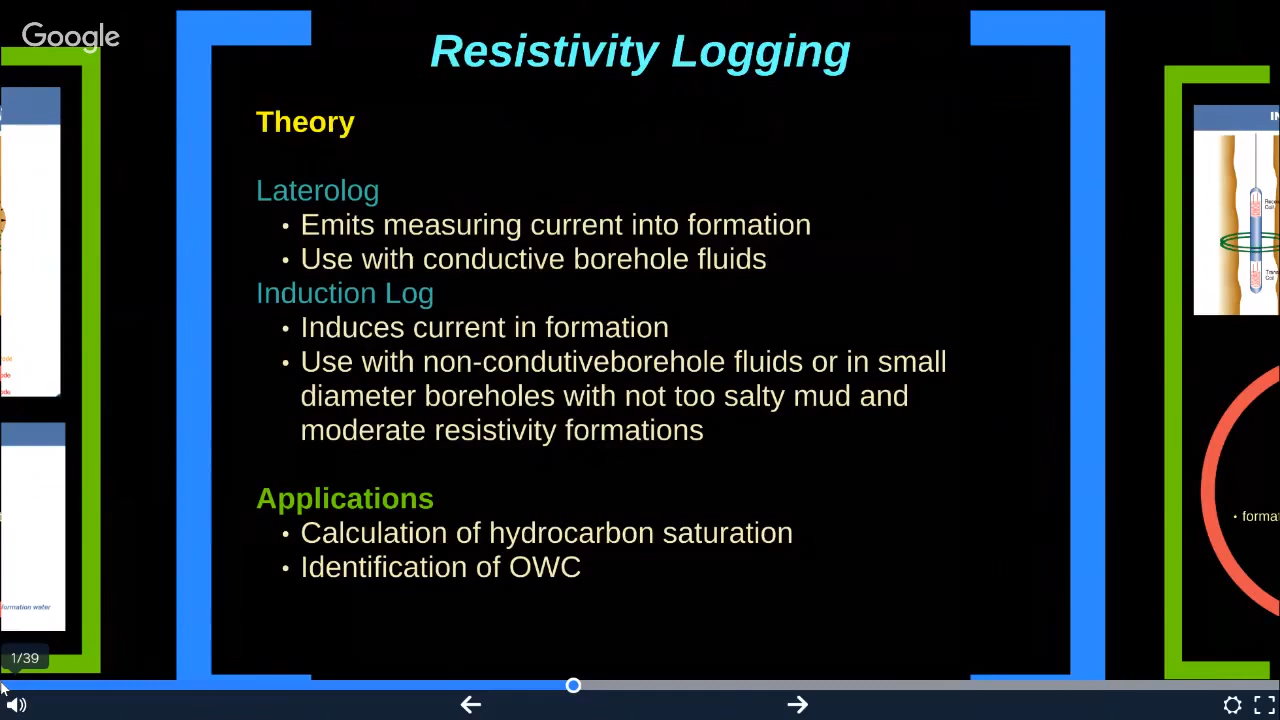 Google
Resistivity Logging
Theory
Laterolog
• Emits measuring current into formation
• Use with conductive borehole fluids
Induction Log
• Induces current in formation
• Use with non-condutiveborehole fluids or in small
diameter boreholes with not too salty mud and
moderate resistivity formations
Applications
• Calculation of hydrocarbon saturation
• Identification of OWC
formation water
1/39